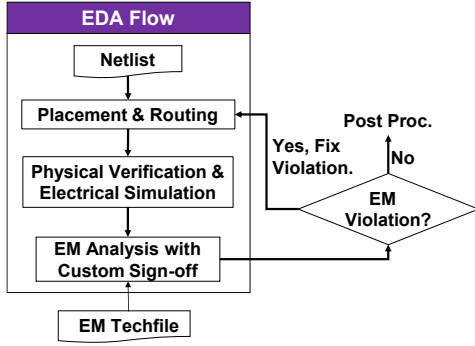 EDA Flow
Netlist
Placement & Routing
Physical Verification &
Electrical Simulation
EM Analysis with
Custom Sign-off
EM Techfile
Post Proc.
Yes, Fix
Violation.
No
EM
Violation?